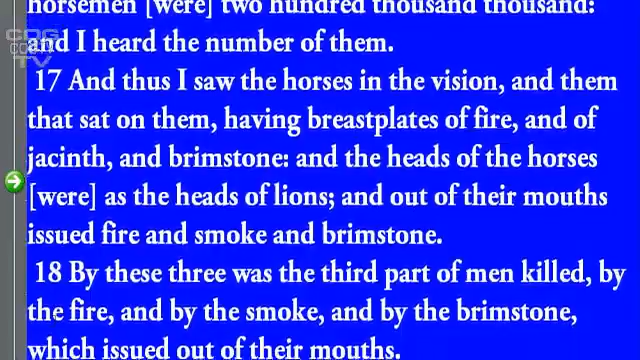 horsemen [were] two hundred thousand thousand:
and I heard the number of them.
17 And thus I saw the horses in the vision, and them
that sat on them, having breastplates of fire, and of
jacinth, and brimstone: and the heads of the horses
[were] as the heads of lions; and out of their mouths
issued fire and smoke and brimstone.
18 By these three was the third part of men killed, by
the fire, and by the smoke, and by the brimstone,
which issued out of their mouths.